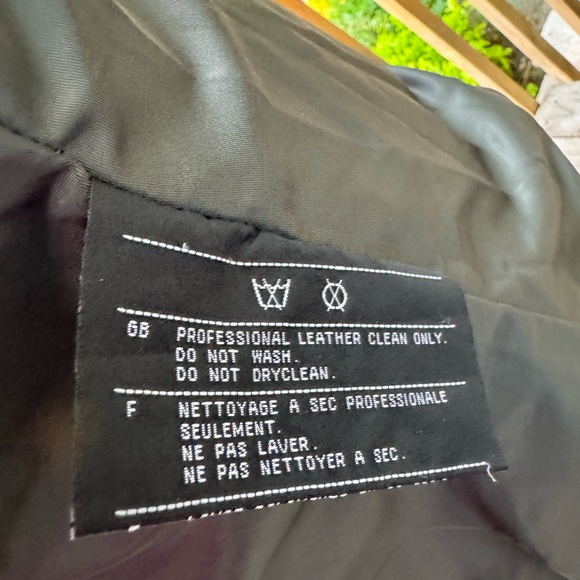 GB PROFESSIONAL LEATHER CLEAN ONLY.
DO NOT WASH.
DO NOT DRYCLEAN.
F NETTOYAGE A SEC PROFESSIONALE
SEULEMENT.
NE PAS LAVER.
NE PAS NETTOYER A SEC.